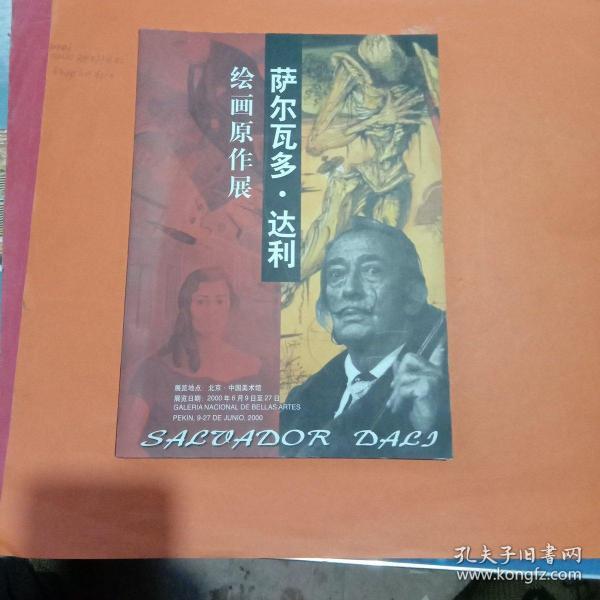 萨尔瓦多·达利
绘画原作展
展览地点: 北京·中国美术馆
展览日期: 2000年6月9日至27日
GALERIA NACIONAL DE BELLAS ARTES
PEKIN, 9-27 DE JUNIO, 2000
SALVADOR DALI
孔夫子旧书网
www.kongfz.com